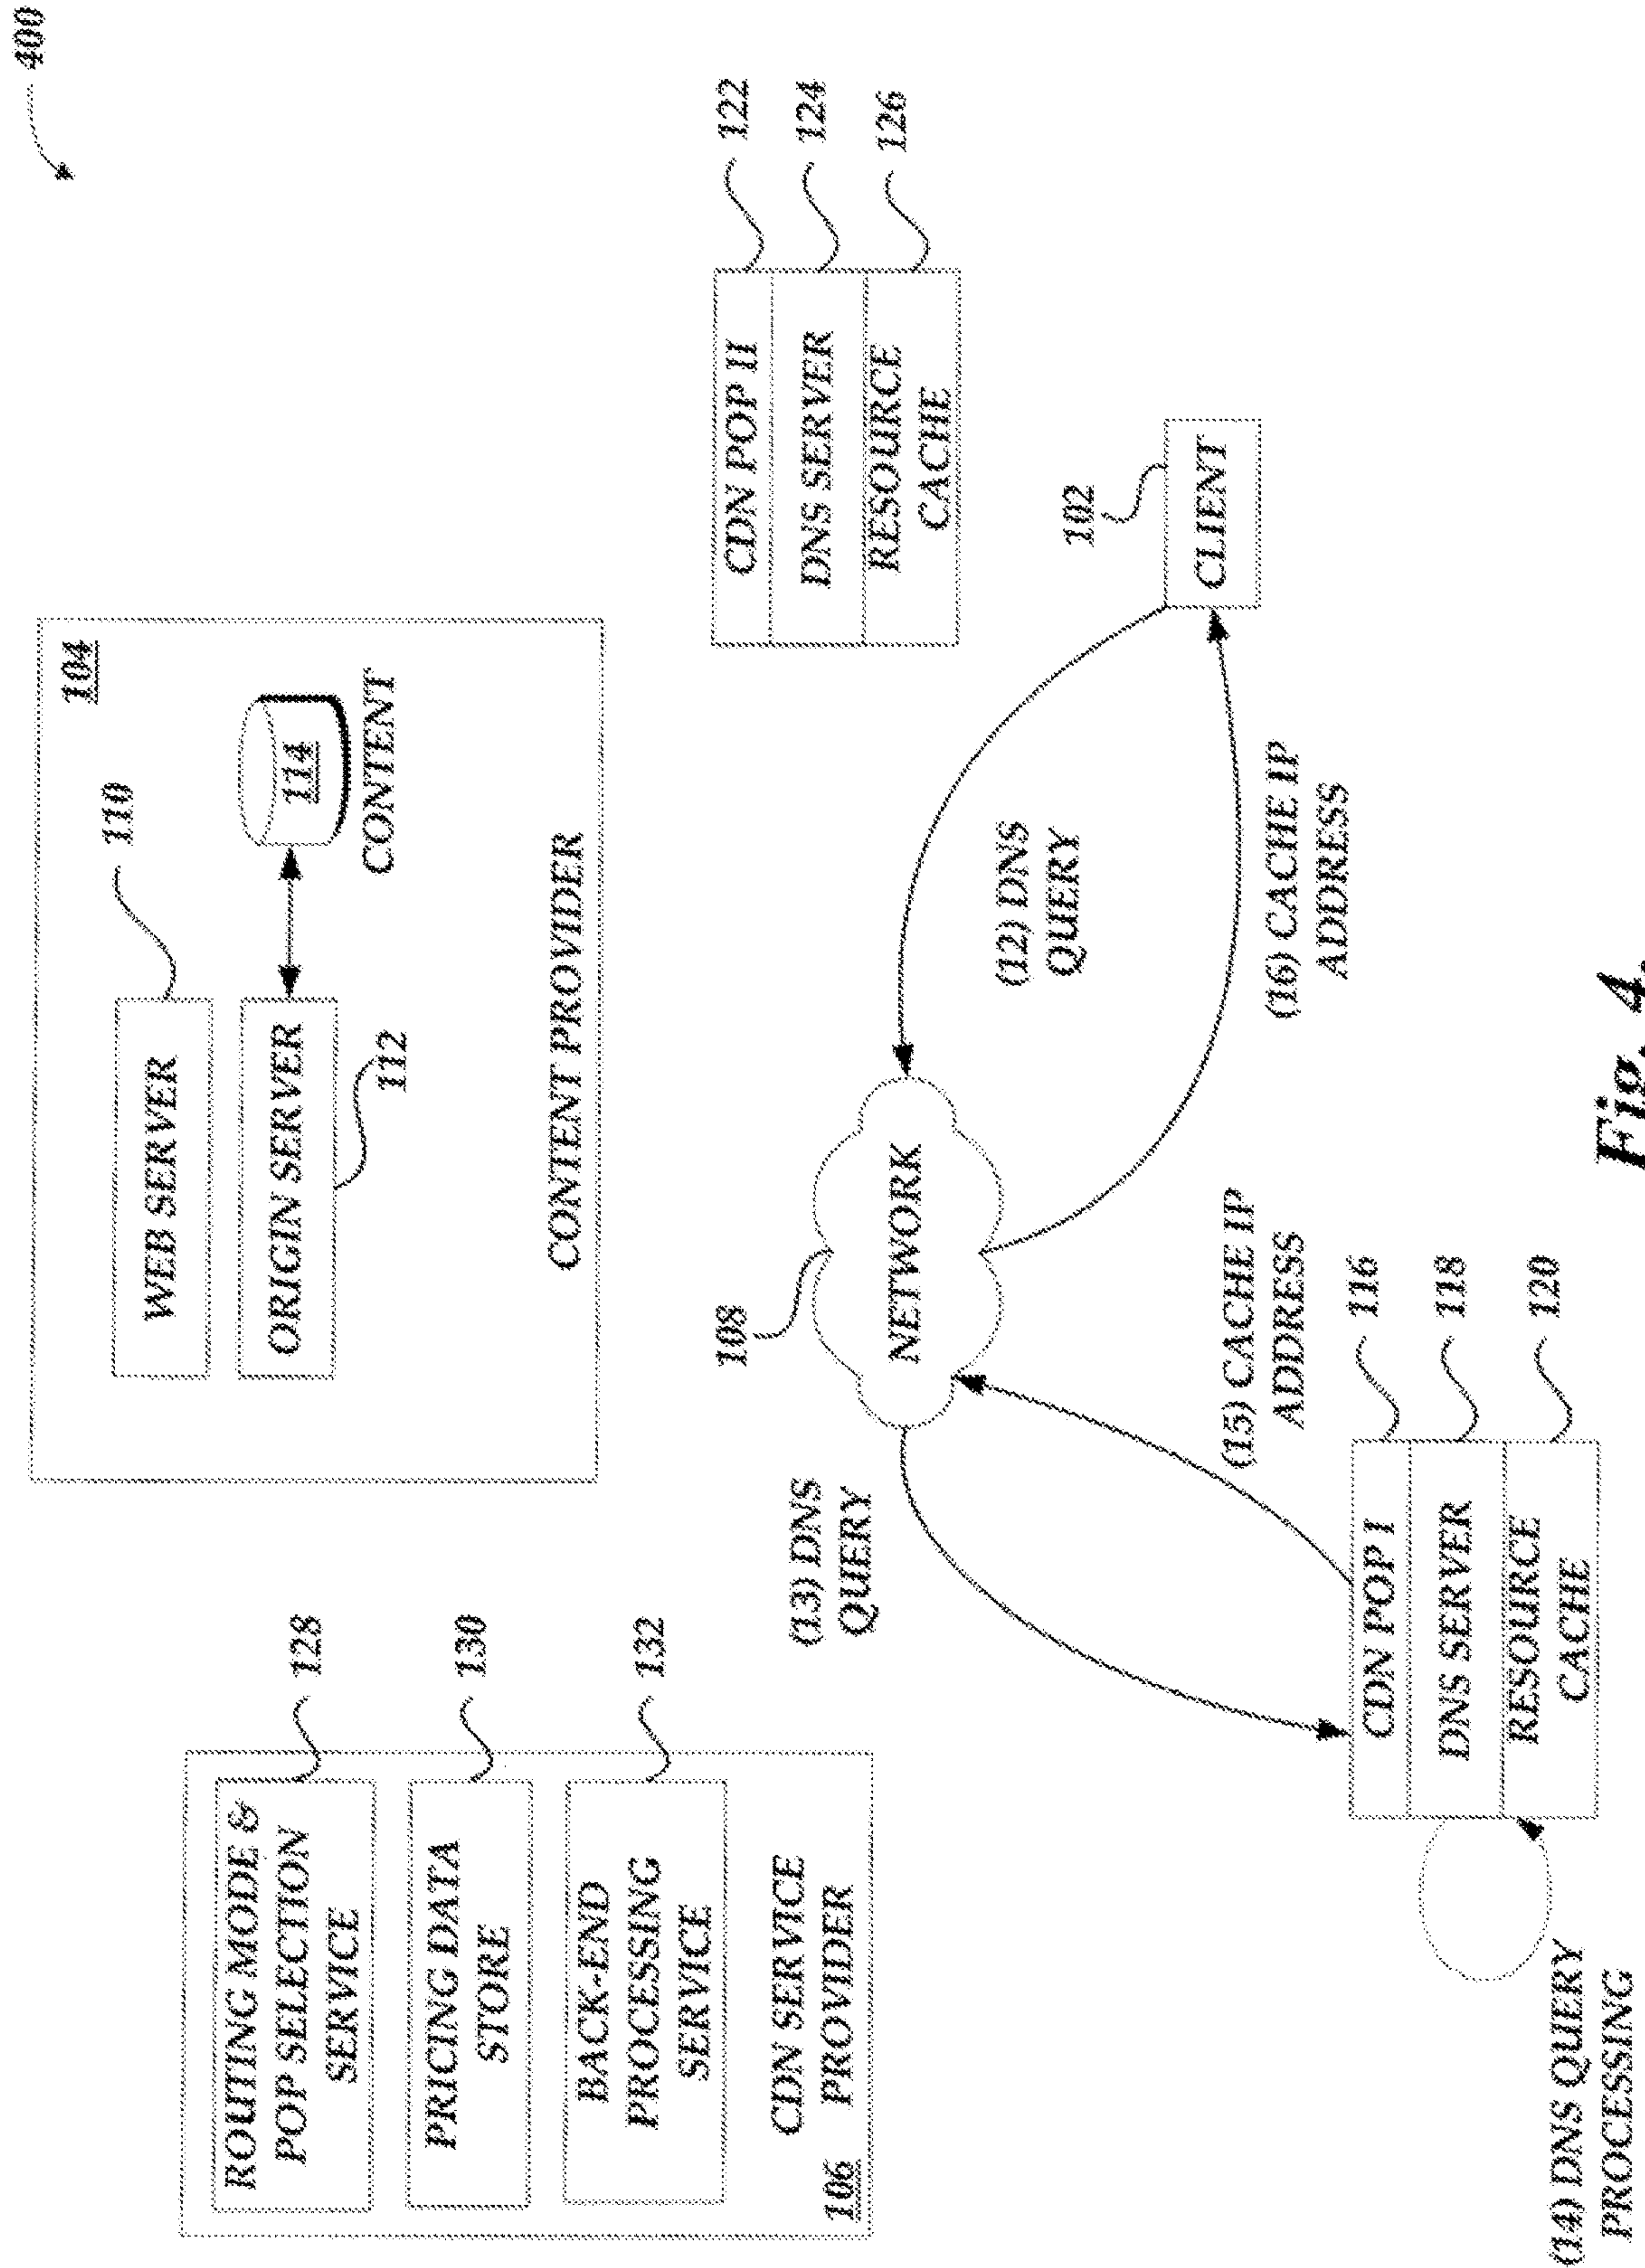 400
ROUTING MODE &
POP SELECTION
SERVICE
128
PRICING DATA
STORE
130
BACK-END
PROCESSING
SERVICE
132
CDN SERVICE
PROVIDER
106
104
WEB SERVER
110
ORIGIN SERVER
112
114
CONTENT
CONTENT PROVIDER
CDN POP II
122
DNS SERVER
124
RESOURCE
CACHE
126
108
NETWORK
(13) DNS
QUERY
(12) DNS
QUERY
102
CLIENT
(15) CACHE IP
ADDRESS
(16) CACHE IP
ADDRESS
CDN POP I
116
DNS SERVER
118
RESOURCE
CACHE
120
(14) DNS QUERY
PROCESSING
Fig. 4.